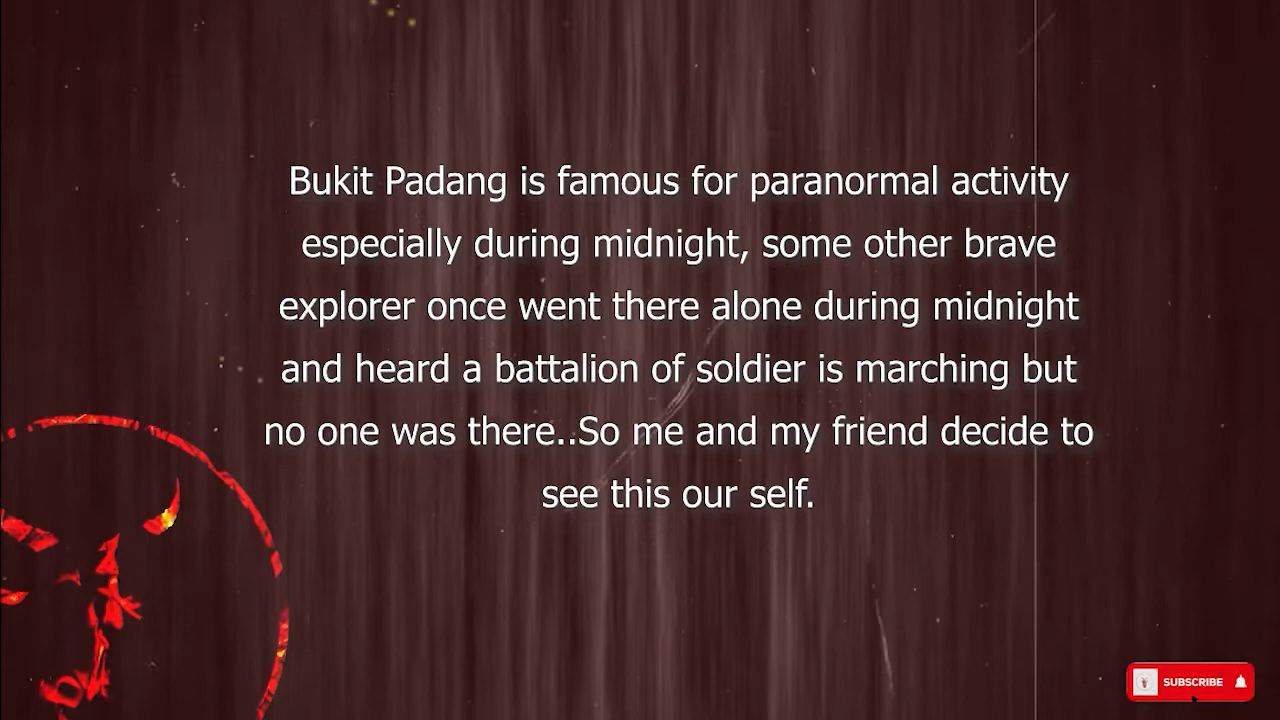 Bukit Padang is famous for paranormal activity
especially during midnight, some other brave
explorer once went there alone during midnight
and heard a battalion of soldier is marching but
no one was there..So me and my friend decide to
see this our self.
SUBSCRIBE